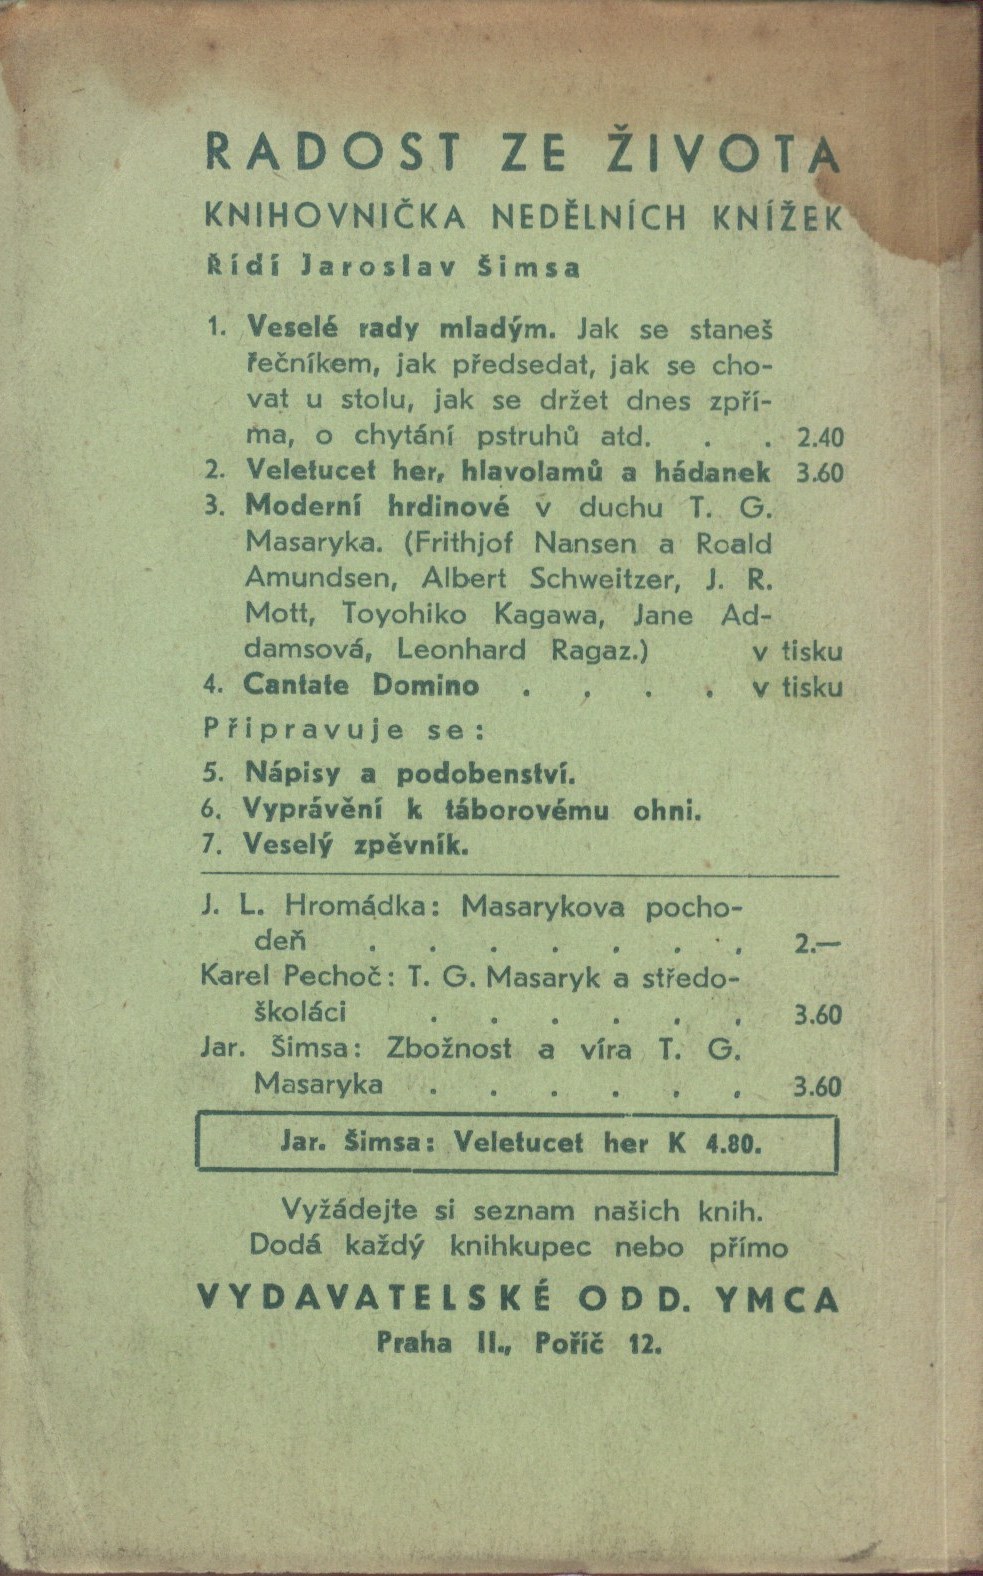 RADOST ZE ŽIVOTA
KNIHOVNIČKA NEDĚLNÍCH KNÍŽEK
Řídí Jaroslav Šimsa
1. Veselé rady mladým. Jak se staneš
řečníkem, jak předsedat, jak se cho-
vat u stolu, jak se držet dnes zpří-
ma, o chytání pstruhů atd. . . 2.40
2. Veletucet her, hlavolamů a hádanek 3.60
3. Moderní hrdinové v duchu T. G.
Masaryka. (Frithjof Nansen a Roald
Amundsen, Albert Schweitzer, J. R.
Mott, Toyohiko Kagawa, Jane Ad-
damsová, Leonhard Ragaz.) v tisku
4. Cantate Domino . . . . v tisku
Připravuje se:
5. Nápisy a podobenství.
6. Vyprávění k táborovému ohni.
7. Veselý zpěvník.
J. L. Hromádka: Masarykova pocho-
deň . . . . . . . 2.—
Karel Pechoč: T. G. Masaryk a středo-
školáci . . . . . . 3.60
Jar. Šimsa: Zbožnost a víra T. G.
Masaryka . . . . . . 3.60
Jar. Šimsa: Veletucet her K 4.80.
Vyžádejte si seznam našich knih.
Dodá každý knihkupec nebo přímo
VYDAVATELSKÉ ODD. YMCA
Praha II., Poříč 12.